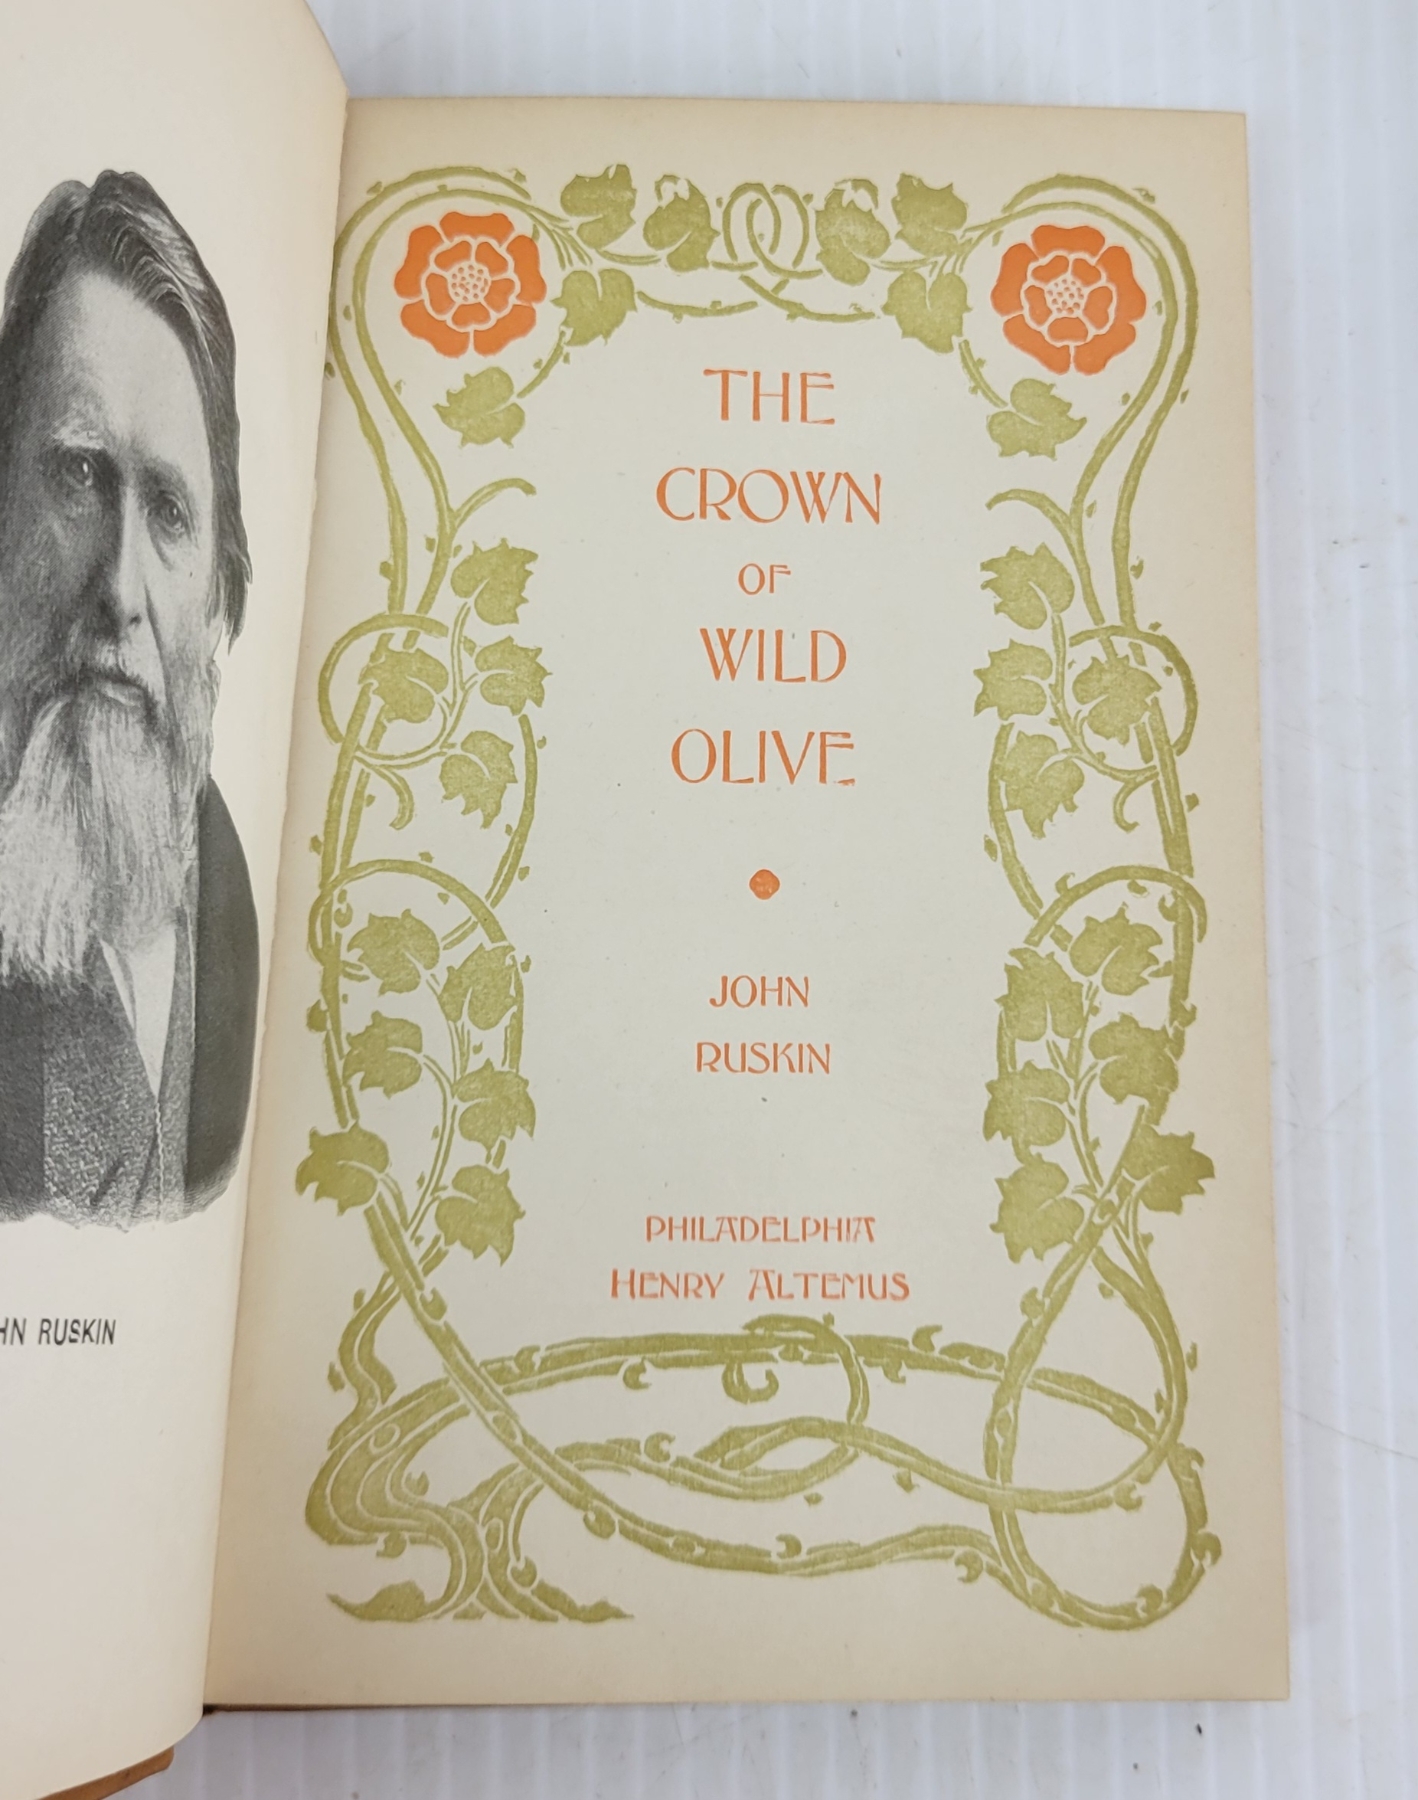 HN RUSKIN
THE
CROWN
OF
WILD
OLIVE
JOHN
RUSKIN
PHILADELPHIA
HENRY ALTEMUS